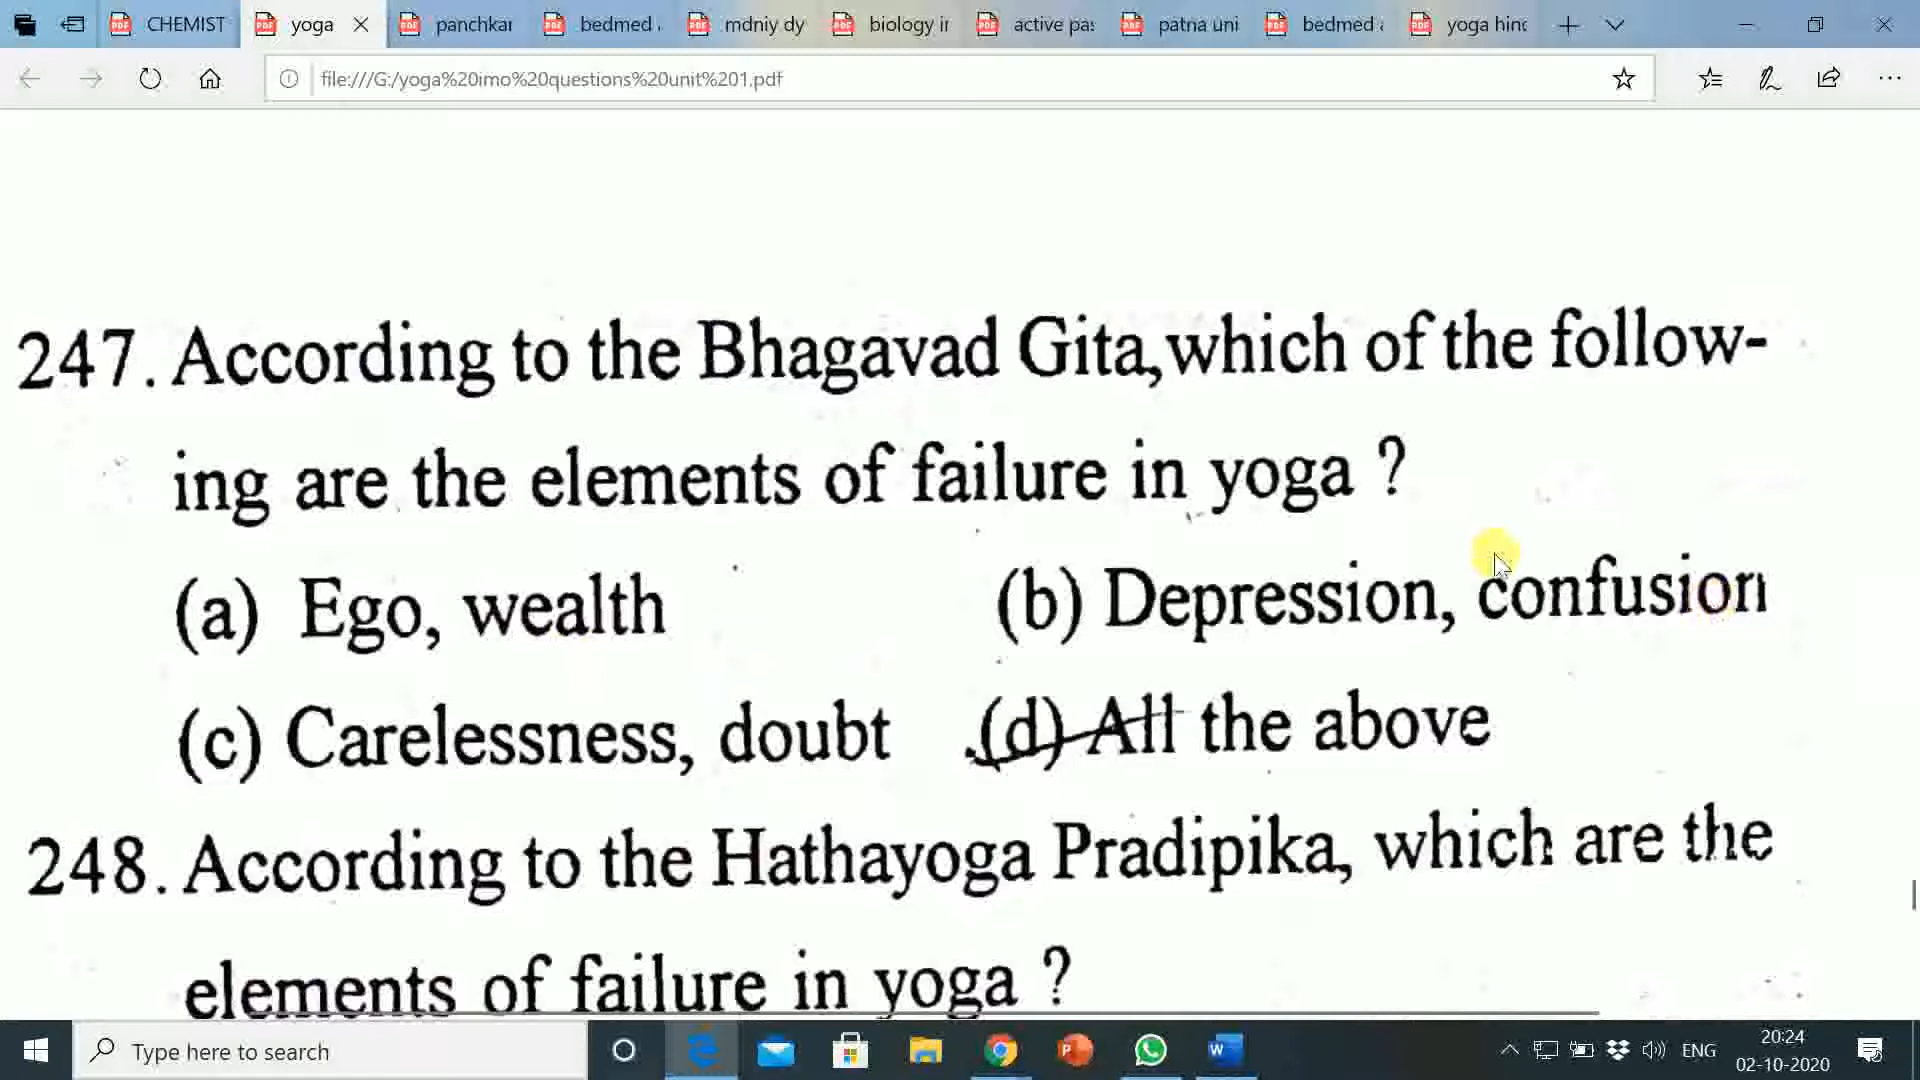 CHEMIST
yoga
panchkar
bedmed
mdniy dy
biology ir
active pas
patna uni
bedmed
yoga hind
file:///G:/yoga%20imo%20questions%20unit%201.pdf
247. According to the Bhagavad Gita, which of the follow-
ing are the elements of failure in yoga ?
(a) Ego, wealth
(b) Depression, confusion
(c) Carelessness, doubt
(d) All the above
248. According to the Hathayoga Pradipika, which are the
elements of failure in yoga ?
Type here to search
ENG
20:24
02-10-2020